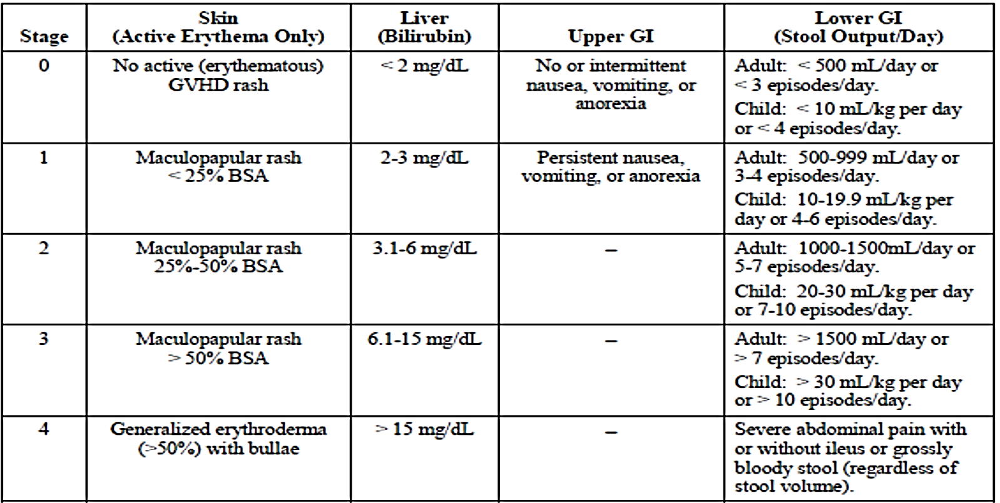 Stage
Skin
(Active Erythema Only)
Liver
(Bilirubin)
Upper GI
Lower GI
(Stool Output/Day)
0
No active (erythematous)
GVHD rash
< 2 mg/dL
No or intermittent
nausea, vomiting, or
anorexia
Adult: < 500 mL/day or
< 3 episodes/day.
Child: < 10 mL/kg per day
or < 4 episodes/day.
1
Maculopapular rash
< 25% BSA
2-3 mg/dL
Persistent nausea,
vomiting, or anorexia
Adult: 500-999 mL/day or
3-4 episodes/day.
Child: 10-19.9 mL/kg per
day or 4-6 episodes/day.
2
Maculopapular rash
25%-50% BSA
3.1-6 mg/dL
–
Adult: 1000-1500mL/day or
5-7 episodes/day.
Child: 20-30 mL/kg per day
or 7-10 episodes/day.
3
Maculopapular rash
> 50% BSA
6.1-15 mg/dL
–
Adult: > 1500 mL/day or
> 7 episodes/day.
Child: > 30 mL/kg per day
or > 10 episodes/day.
4
Generalized erythroderma
(>50%) with bullae
> 15 mg/dL
–
Severe abdominal pain with
or without ileus or grossly
bloody stool (regardless of
stool volume).